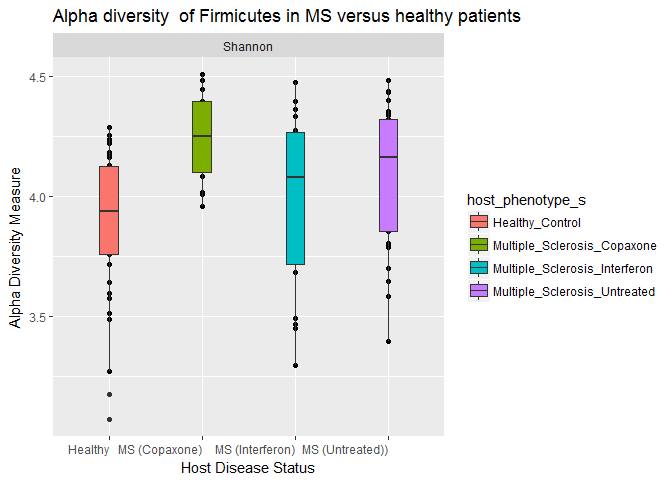 Alpha diversity  of Firmicutes in MS versus healthy patients
Shannon
4.5
4.0
3.5
Alpha Diversity Measure
Healthy MS (Copaxone) MS (Interferon) MS (Untreated))
Host Disease Status
host_phenotype_s
Healthy_Control
Multiple_Sclerosis_Copaxone
Multiple_Sclerosis_Interferon
Multiple_Sclerosis_Untreated